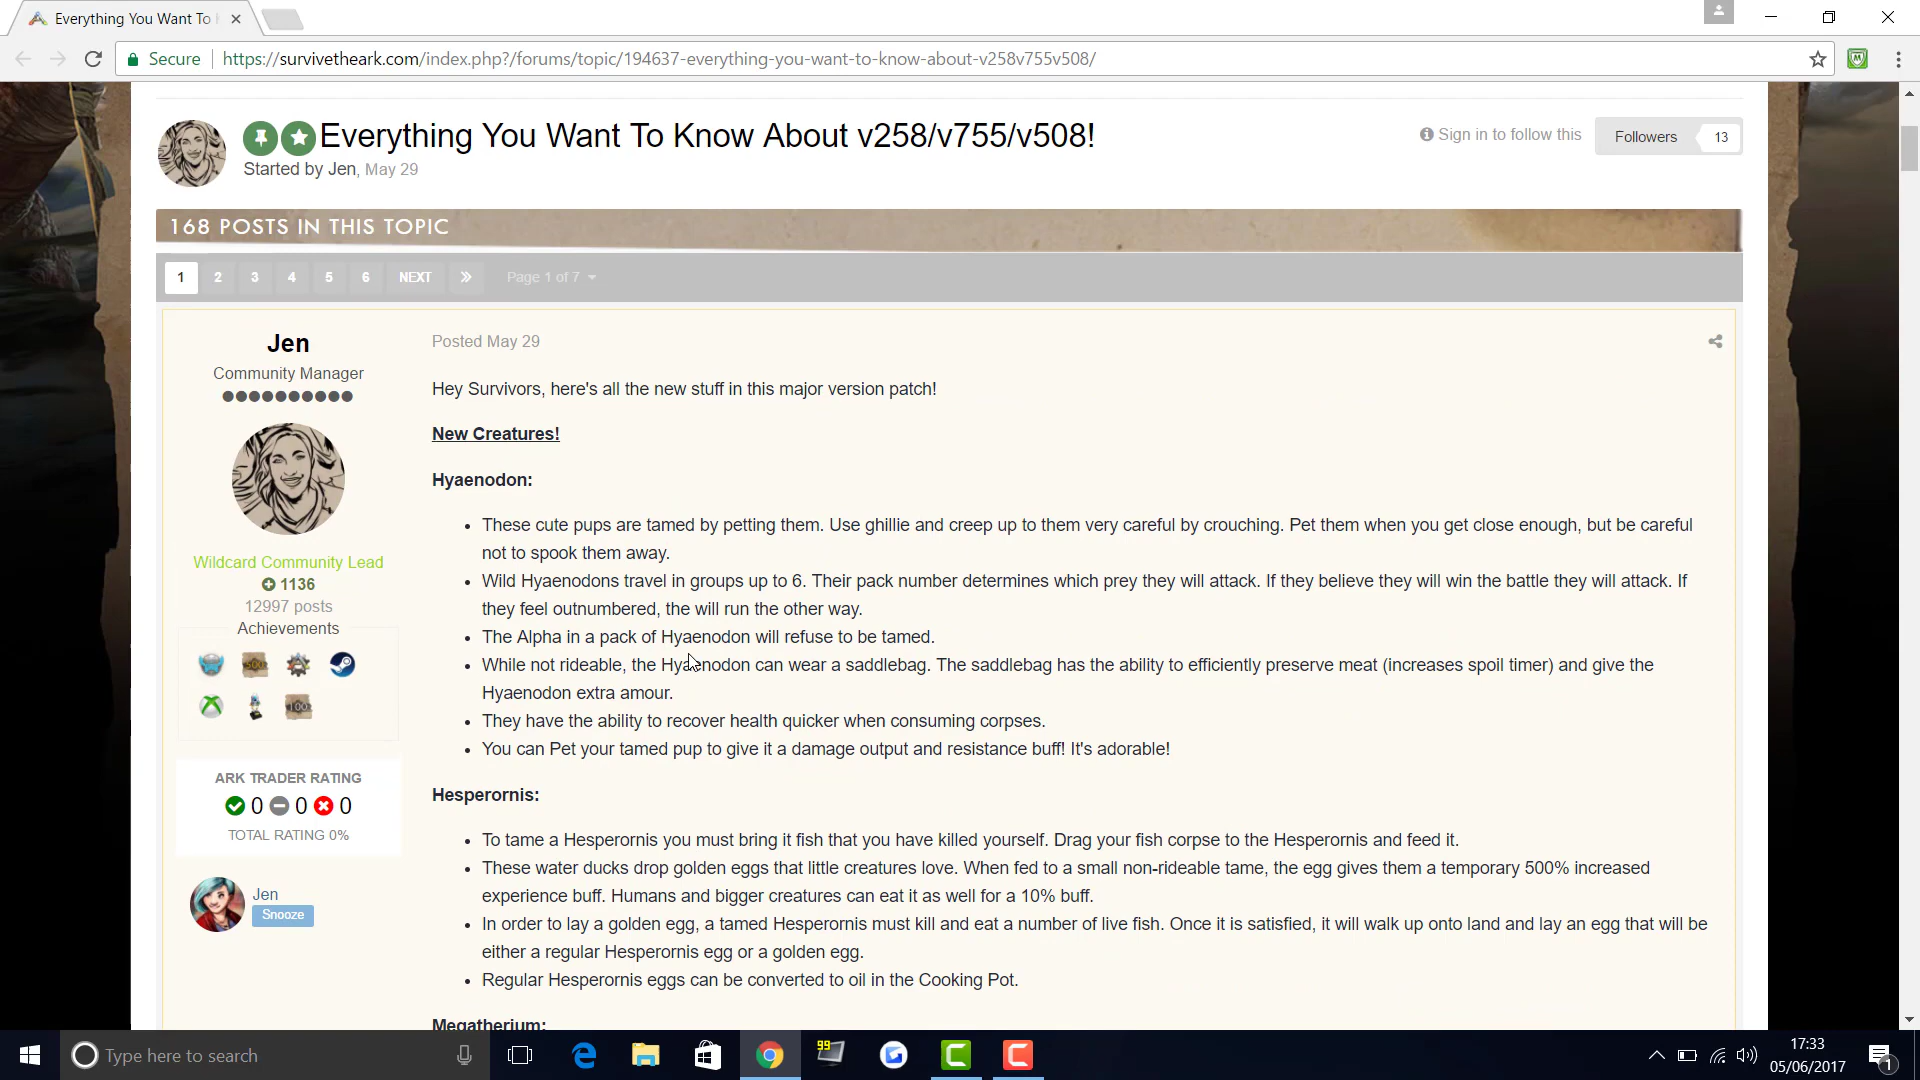 Everything You Want To
Secure
https://survivetheark.com/index.php?/forums/topic/194637-everything-you-want-to-know-about-v258v755v508/
Everything You Want To Know About v258/v755/v508!
Started by Jen, May 29
Sign in to follow this
Followers 13
168 POSTS IN THIS TOPIC
1 2 3 4 5 6 NEXT » Page 1 of 7
Jen
Community Manager
Wildcard Community Lead
1136
12997 posts
Achievements
500
100
ARK TRADER RATING
0 0 0
TOTAL RATING 0%
Jen
Snooze
Posted May 29
Hey Survivors, here's all the new stuff in this major version patch!
New Creatures!
Hyaenodon:
These cute pups are tamed by petting them. Use ghillie and creep up to them very careful by crouching. Pet them when you get close enough, but be careful
not to spook them away.
Wild Hyaenodons travel in groups up to 6. Their pack number determines which prey they will attack. If they believe they will win the battle they will attack. If
they feel outnumbered, the will run the other way.
The Alpha in a pack of Hyaenodon will refuse to be tamed.
While not rideable, the Hyaenodon can wear a saddlebag. The saddlebag has the ability to efficiently preserve meat (increases spoil timer) and give the
Hyaenodon extra amour.
They have the ability to recover health quicker when consuming corpses.
You can Pet your tamed pup to give it a damage output and resistance buff! It's adorable!
Hesperornis:
To tame a Hesperornis you must bring it fish that you have killed yourself. Drag your fish corpse to the Hesperornis and feed it.
These water ducks drop golden eggs that little creatures love. When fed to a small non-rideable tame, the egg gives them a temporary 500% increased
experience buff. Humans and bigger creatures can eat it as well for a 10% buff.
In order to lay a golden egg, a tamed Hesperornis must kill and eat a number of live fish. Once it is satisfied, it will walk up onto land and lay an egg that will be
either a regular Hesperornis egg or a golden egg.
Regular Hesperornis eggs can be converted to oil in the Cooking Pot.
Megatherium:
Type here to search
99
17:33
05/06/2017
1